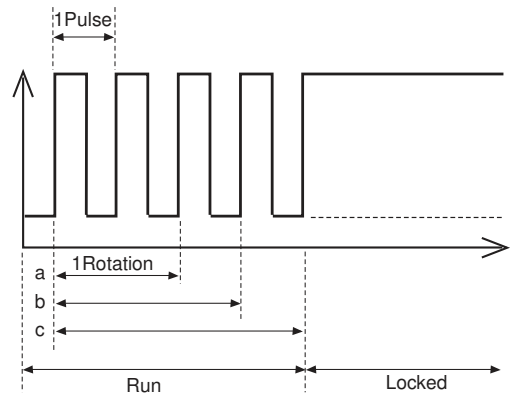 1Pulse
a 1Rotation
b
c
Run Locked